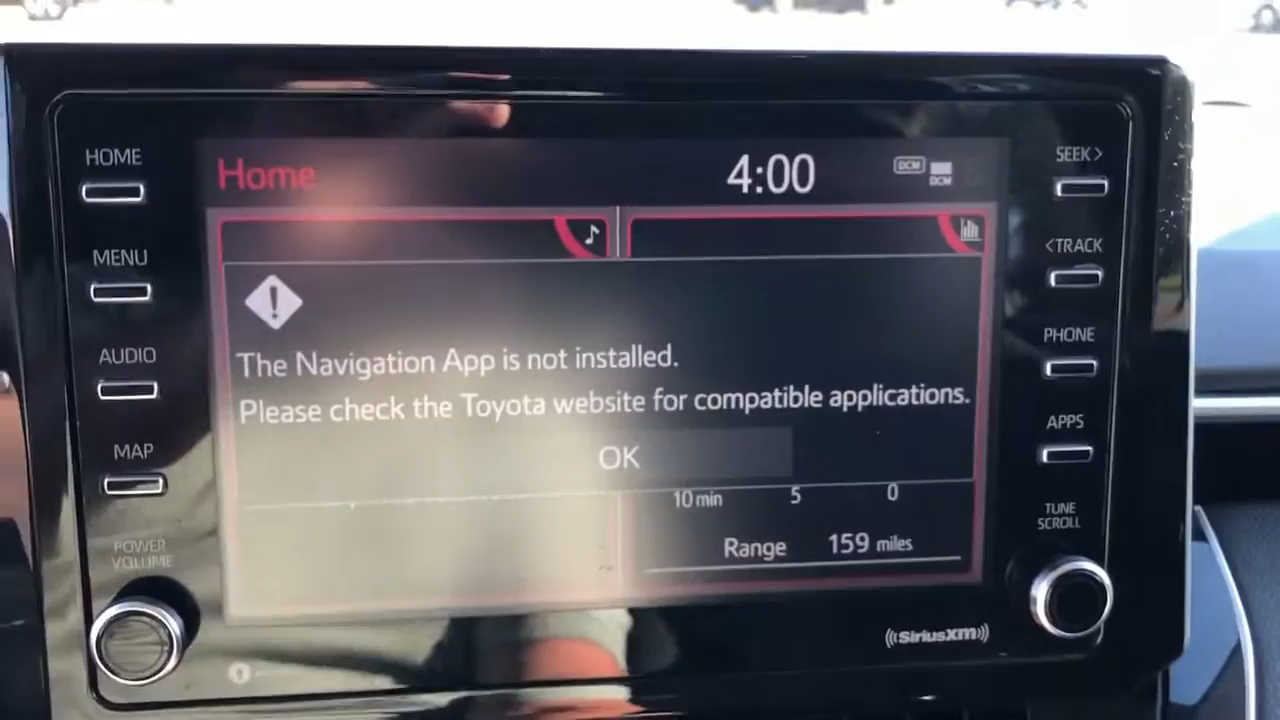 HOME
MENU
AUDIO
MAP
POWER
VOLUME
Home
4:00
DCM
DCM
The Navigation App is not installed.
Please check the Toyota website for compatible applications.
OK
10 min 5 0
Range 159 miles
SiriusXM
SEEK>
<TRACK
PHONE
APPS
TUNE
SCROLL